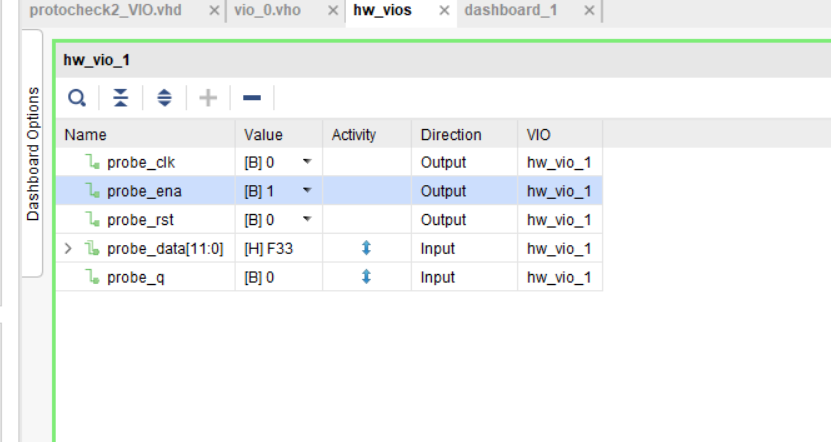 protocheck2_VIO.vhd × vio_0.vho × hw_vios × dashboard_1 ×
Dashboard Options
hw_vio_1
Name Value Activity Direction VIO
probe_clk [B] 0 Output hw_vio_1
probe_ena [B] 1 Output hw_vio_1
probe_rst [B] 0 Output hw_vio_1
> probe_data[11:0] [H] F33 Input hw_vio_1
probe_q [B] 0 Input hw_vio_1